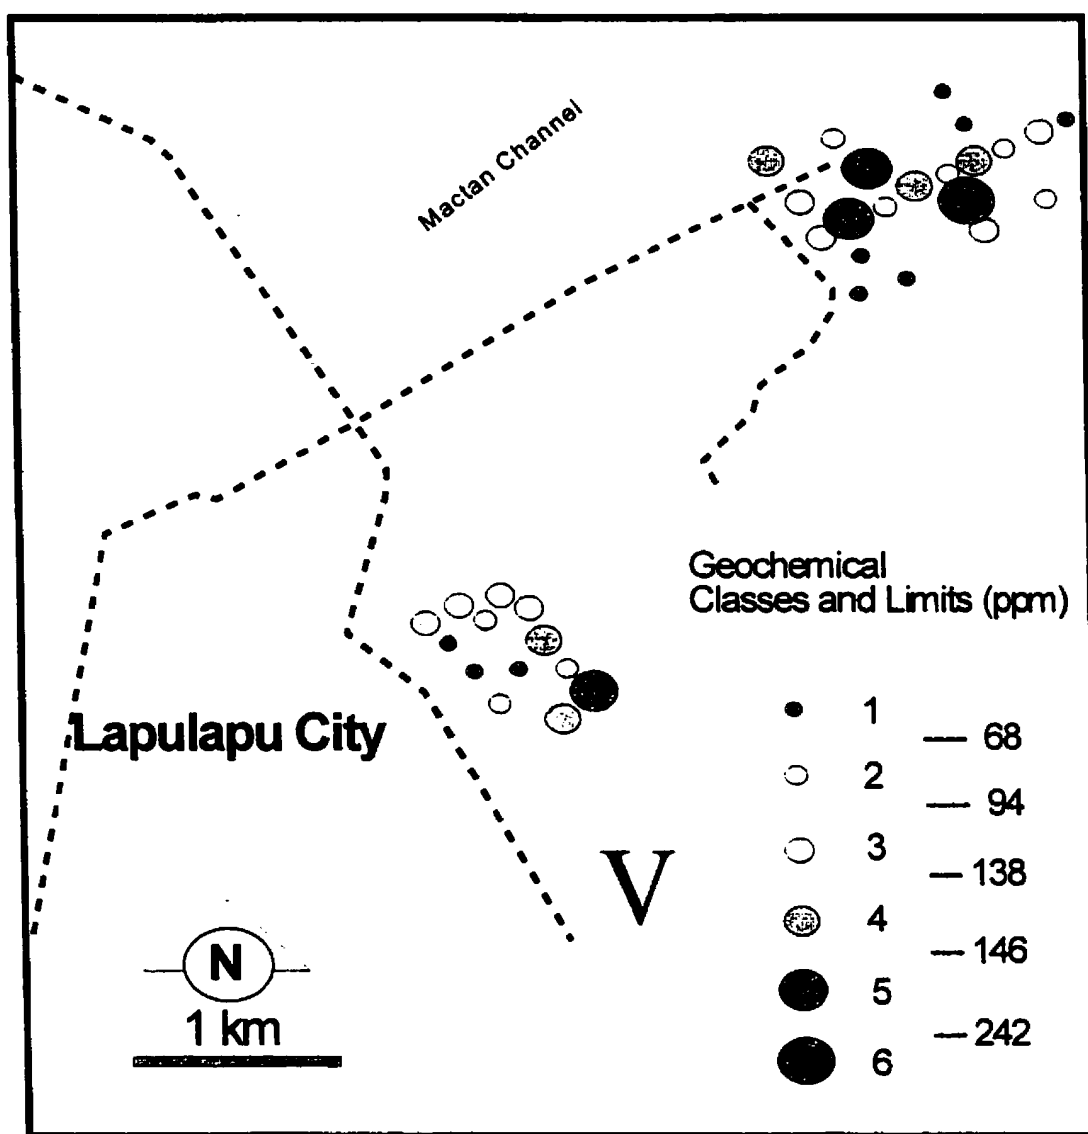 Mactan Channel
Geochemical
Classes and Limits (ppm)
1
68
2
94
3
138
4
146
5
242
6
Lapulapu City
V
N
1 km